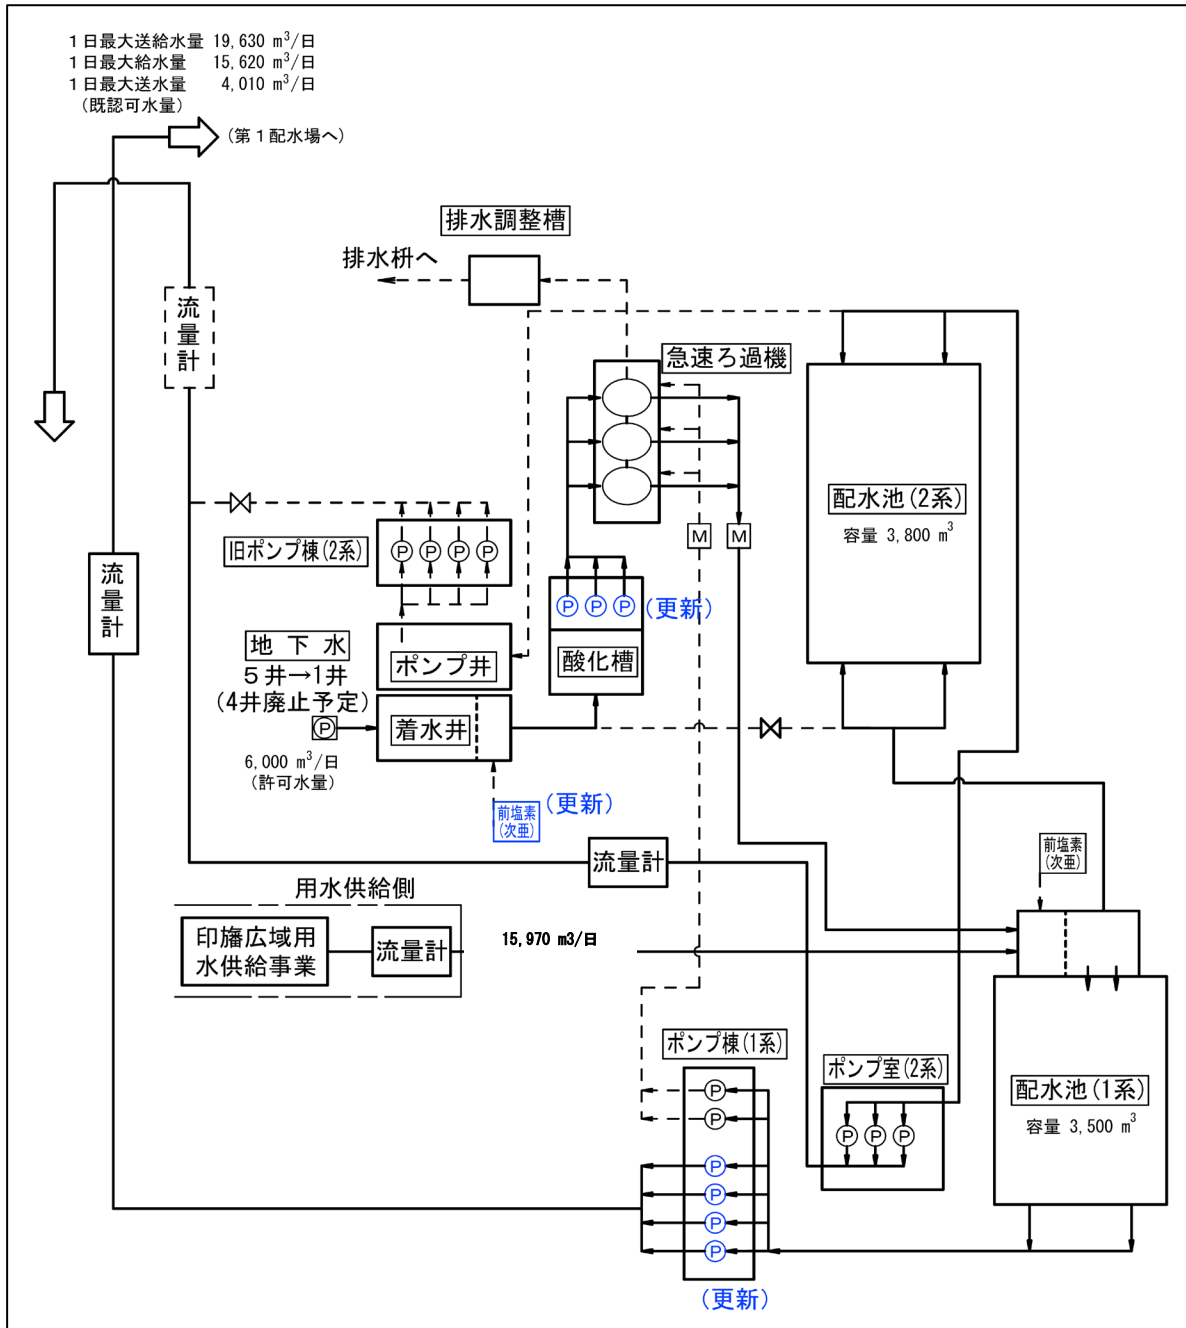 1日最大送給水量 19,630 m³/日
1日最大給水量 15,620 m³/日
1日最大送水量 4,010 m³/日
(既認可水量)
(第1配水場へ)
排水調整槽
排水枡へ
流量計
急速ろ過機
配水池(2系)
容量 3,800 m³
旧ポンプ棟(2系)
P P P P
M M
流量計
P P P (更新)
地下水
5井→1井
(4井廃止予定)
ポンプ井
酸化槽
P
着水井
6,000 m³/日
(許可水量)
前塩素
(次亜)
(更新)
流量計
前塩素
(次亜)
用水供給側
印旛広域用
水供給事業
流量計
15,970 m3/日
ポンプ棟(1系)
ポンプ室(2系)
配水池(1系)
容量 3,500 m³
P
P
P P P
P
P
P
P
(更新)